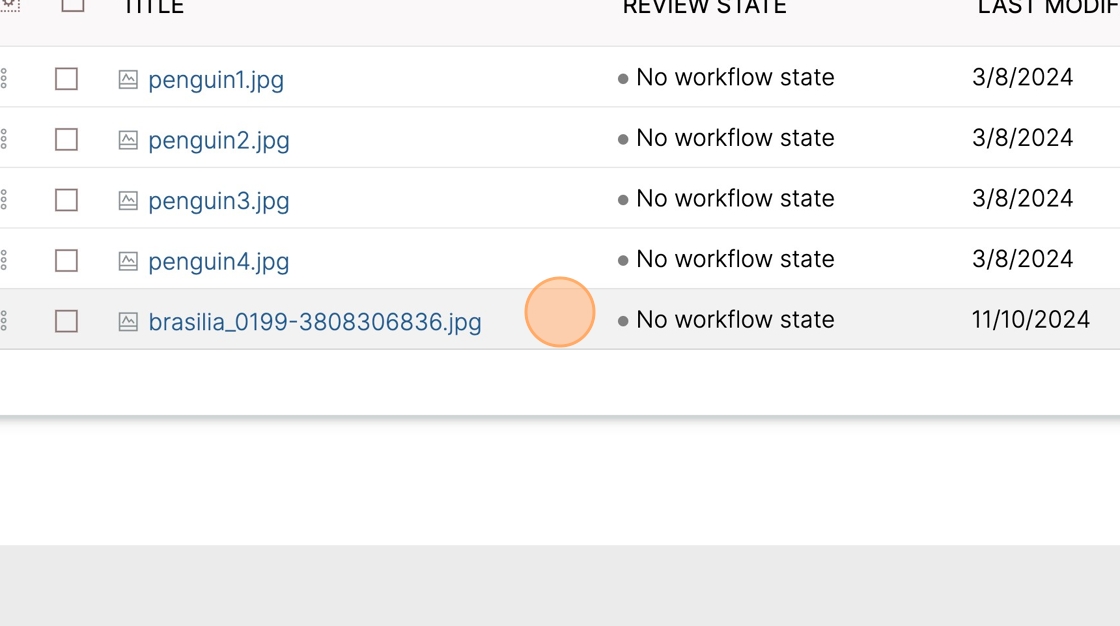 TITLE REVIEW STATE LAST MODIF
penguin1.jpg No workflow state 3/8/2024
penguin2.jpg No workflow state 3/8/2024
penguin3.jpg No workflow state 3/8/2024
penguin4.jpg No workflow state 3/8/2024
brasilia_0199-3808306836.jpg No workflow state 11/10/2024